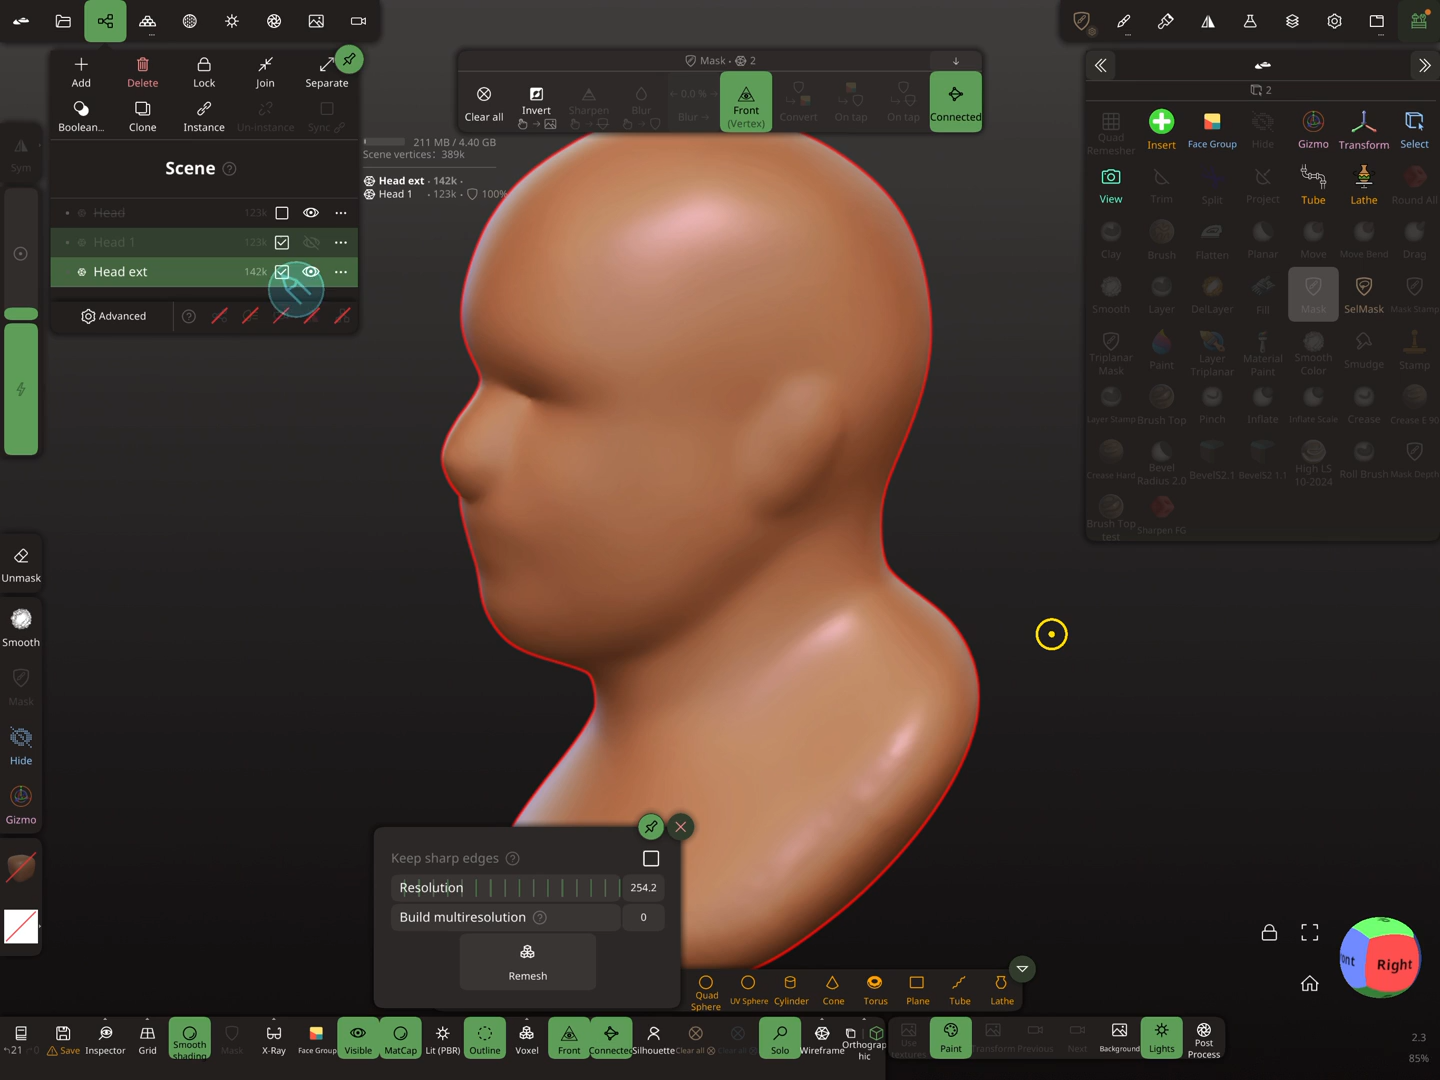 Add
Delete
Lock
Join
Separate
Boolean...
Clone
Instance
Un-instance
Sync
Scene
Head 123k
Head 1 123k
Head ext 142k
Advanced
Sym
Mask • 2
Clear all
Invert
Sharpen
Blur
0.0 %
Blur
Front
(Vertex)
Convert
On tap
On tap
Connected
211 MB / 4.40 GB
Scene vertices: 389k
Head ext • 142k •
Head 1 • 123k • 100%
2
Quad Remesher
Insert
Face Group
Hide
Gizmo
Transform
Select
View
Trim
Split
Project
Tube
Lathe
Round All
Clay
Brush
Flatten
Planar
Move
Move Bend
Drag
Smooth
Layer
DelLayer
Fill
Mask
SelMask
Mask Stamp
Triplanar Mask
Paint
Layer Triplanar
Material Paint
Smooth Color
Smudge
Stamp
Layer Stamp
Brush Top
Pinch
Inflate
Inflate Scale
Crease
Crease E 90
Crease Hard
Bevel Radius 2,0
BevelS2.1
BevelS2 1.1
High LS 10-2024
Roll Brush
Mask Depth
Brush Top test
Sharpen FG
Unmask
Smooth
Mask
Hide
Gizmo
Keep sharp edges
Resolution 254.2
Build multiresolution 0
Remesh
Quad Sphere
UV Sphere
Cylinder
Cone
Torus
Plane
Tube
Lathe
ont
Right
21
0
Save
Inspector
Grid
Smooth shading
Mask
X-Ray
Face Group
Visible
MatCap
Lit (PBR)
Outline
Voxel
Front
Connected
Silhouette
Clear all
Solo
Wireframe
Orthographic
Use textures
Paint
Transform
Previous
Next
Background
Lights
Post Process
2.3
85%